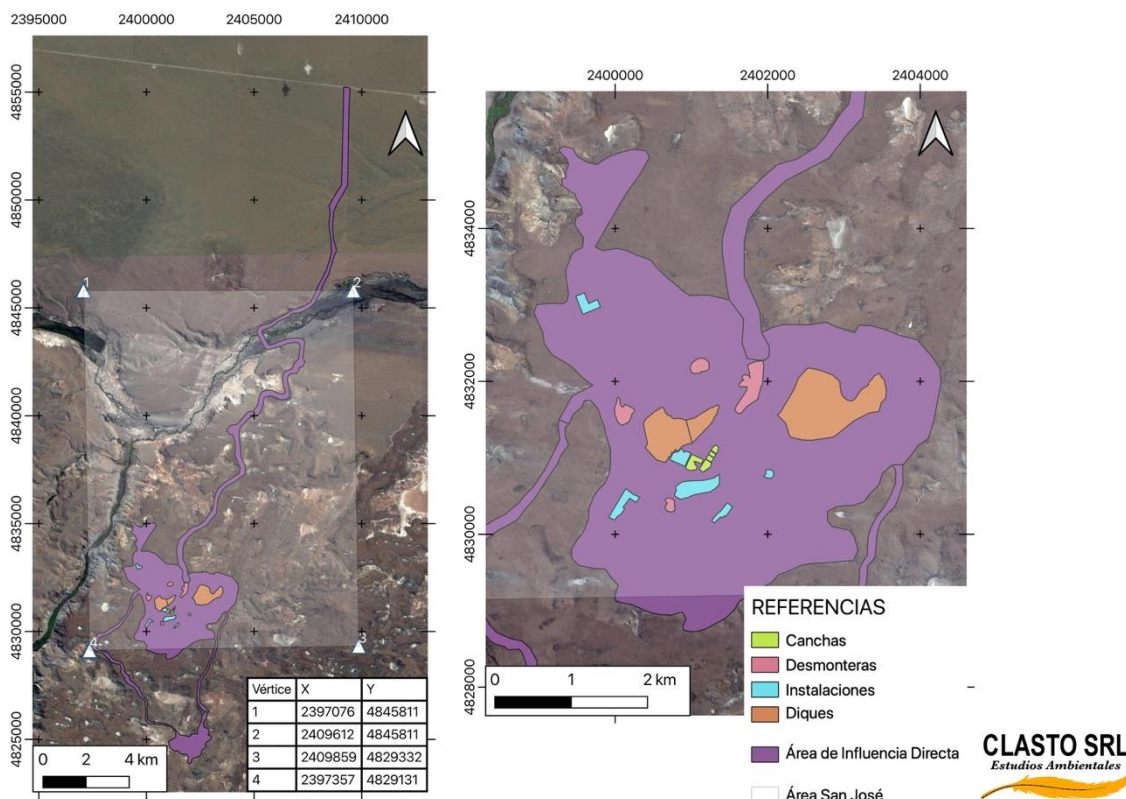 2395000 2400000 2405000 2410000
4855000
4850000
4845000
4840000
4835000
4830000
4825000
1
2
3
4
0 2 4 km
Vértice X Y
1 2397076 4845811
2 2409612 4845811
3 2409859 4829332
4 2397357 4829131
2400000 2402000 2404000
4834000
4832000
4830000
4828000
0 1 2 km
REFERENCIAS
Canchas
Desmonteras
Instalaciones
Diques
Área de Influencia Directa
Área San José
CLASTO SRL
Estudios Ambientales